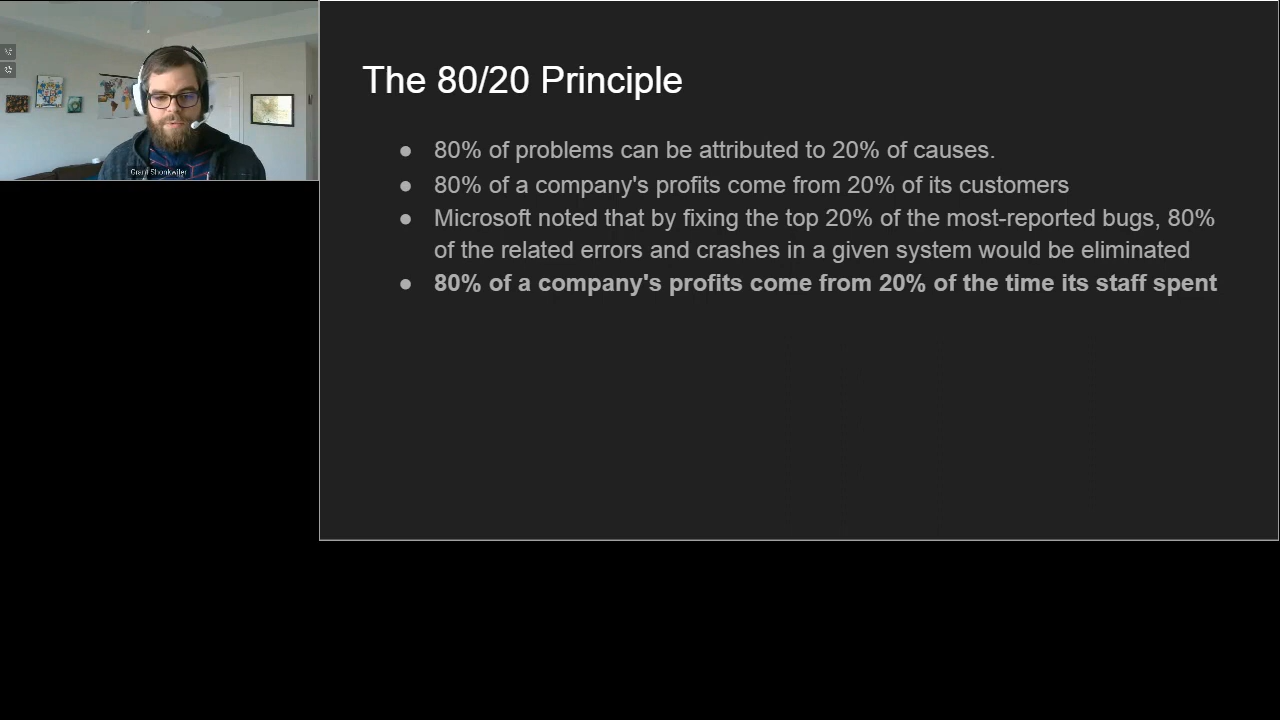 Grant Shonkwiler
The 80/20 Principle
● 80% of problems can be attributed to 20% of causes.
● 80% of a company's profits come from 20% of its customers
● Microsoft noted that by fixing the top 20% of the most-reported bugs, 80%
of the related errors and crashes in a given system would be eliminated
● 80% of a company's profits come from 20% of the time its staff spent